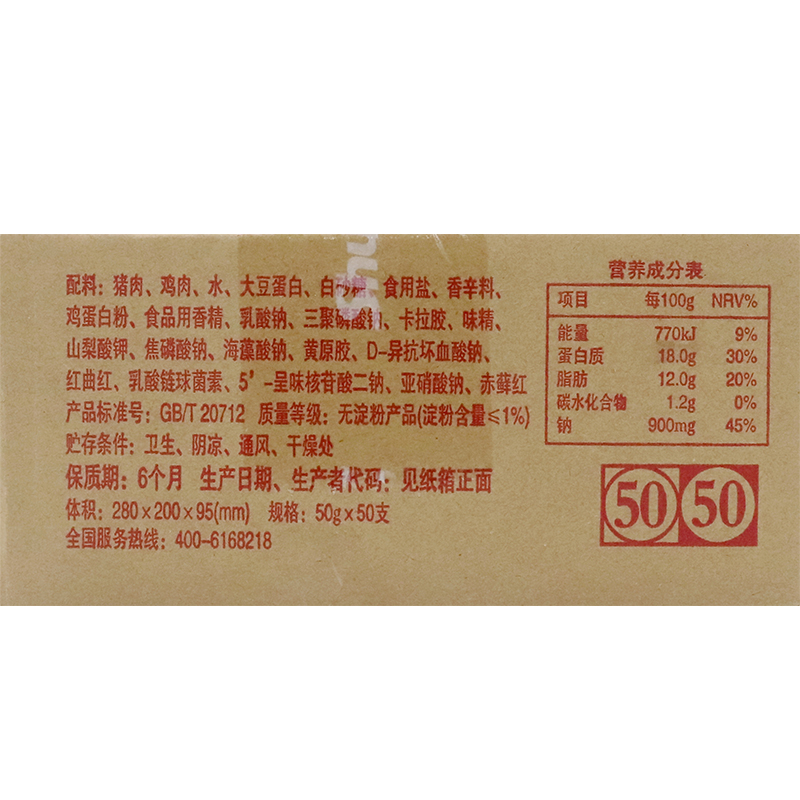 配料：猪肉、鸡肉、水、大豆蛋白、白砂糖、食用盐、香辛料、
鸡蛋白粉、食品用香精、乳酸钠、三聚磷酸钠、卡拉胶、味精、
山梨酸钾、焦磷酸钠、海藻酸钠、黄原胶、D-异抗坏血酸钠、
红曲红、乳酸链球菌素、5’-呈味核苷酸二钠、亚硝酸钠、赤藓红
产品标准号：GB/T 20712 质量等级：无淀粉产品(淀粉含量≤1%)
贮存条件：卫生、阴凉、通风、干燥处
保质期：6个月 生产日期、生产者代码：见纸箱正面
体积：280×200×95(mm) 规格：50g×50支
全国服务热线：400-6168218
营养成分表
项目 每100g NRV%
能量 770kJ 9%
蛋白质 18.0g 30%
脂肪 12.0g 20%
碳水化合物 1.2g 0%
钠 900mg 45%
50 50
shu